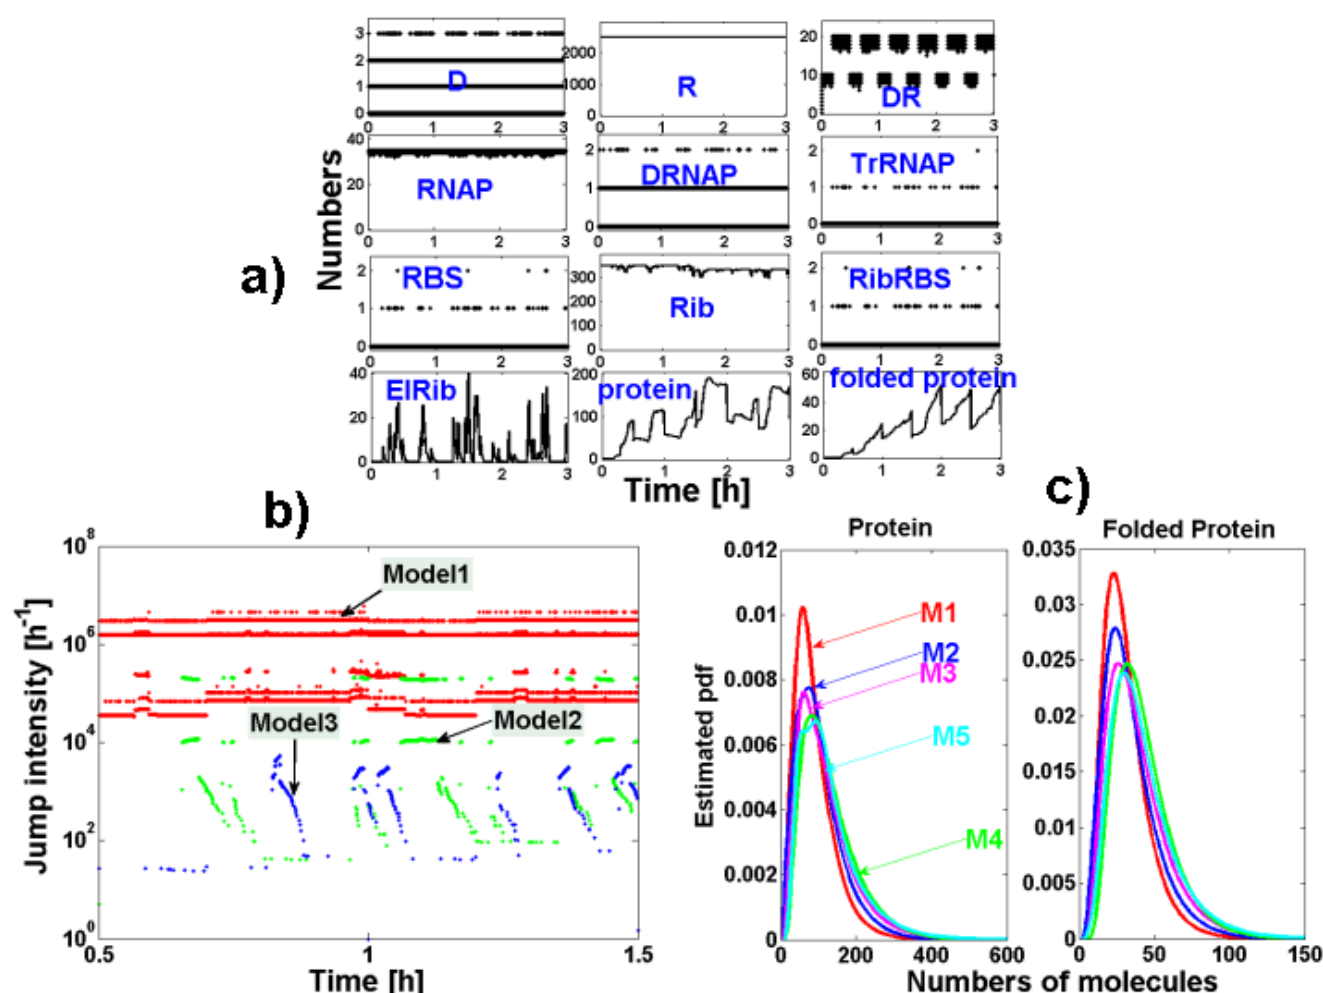 a)
Numbers
3
2
1
0
D
0 1 2 3
2000
1000
0
R
0 1 2 3
20
10
0
DR
0 1 2 3
40
20
0
RNAP
0 1 2 3
2
1
0
DRNAP
0 1 2 3
2
1
0
TrRNAP
0 1 2 3
2
1
0
RBS
0 1 2 3
300
200
100
0
Rib
0 1 2 3
2
1
0
RibRBS
0 1 2 3
40
20
0
ElRib
0 1 2 3
200
100
0
protein
0 1 2 3
60
40
20
0
folded protein
0 1 2 3
Time [h]
b)
Jump intensity [h⁻¹]
10⁸
10⁶
10⁴
10²
10⁰
Model1
Model3
Model2
0.5 1 1.5
Time [h]
c)
Protein
Estimated pdf
0.012
0.01
0.008
0.006
0.004
0.002
0
M1
M2
M3
M5
M4
0 200 400 600
Folded Protein
0.035
0.03
0.025
0.02
0.015
0.01
0.005
0
0 50 100 150
Numbers of molecules